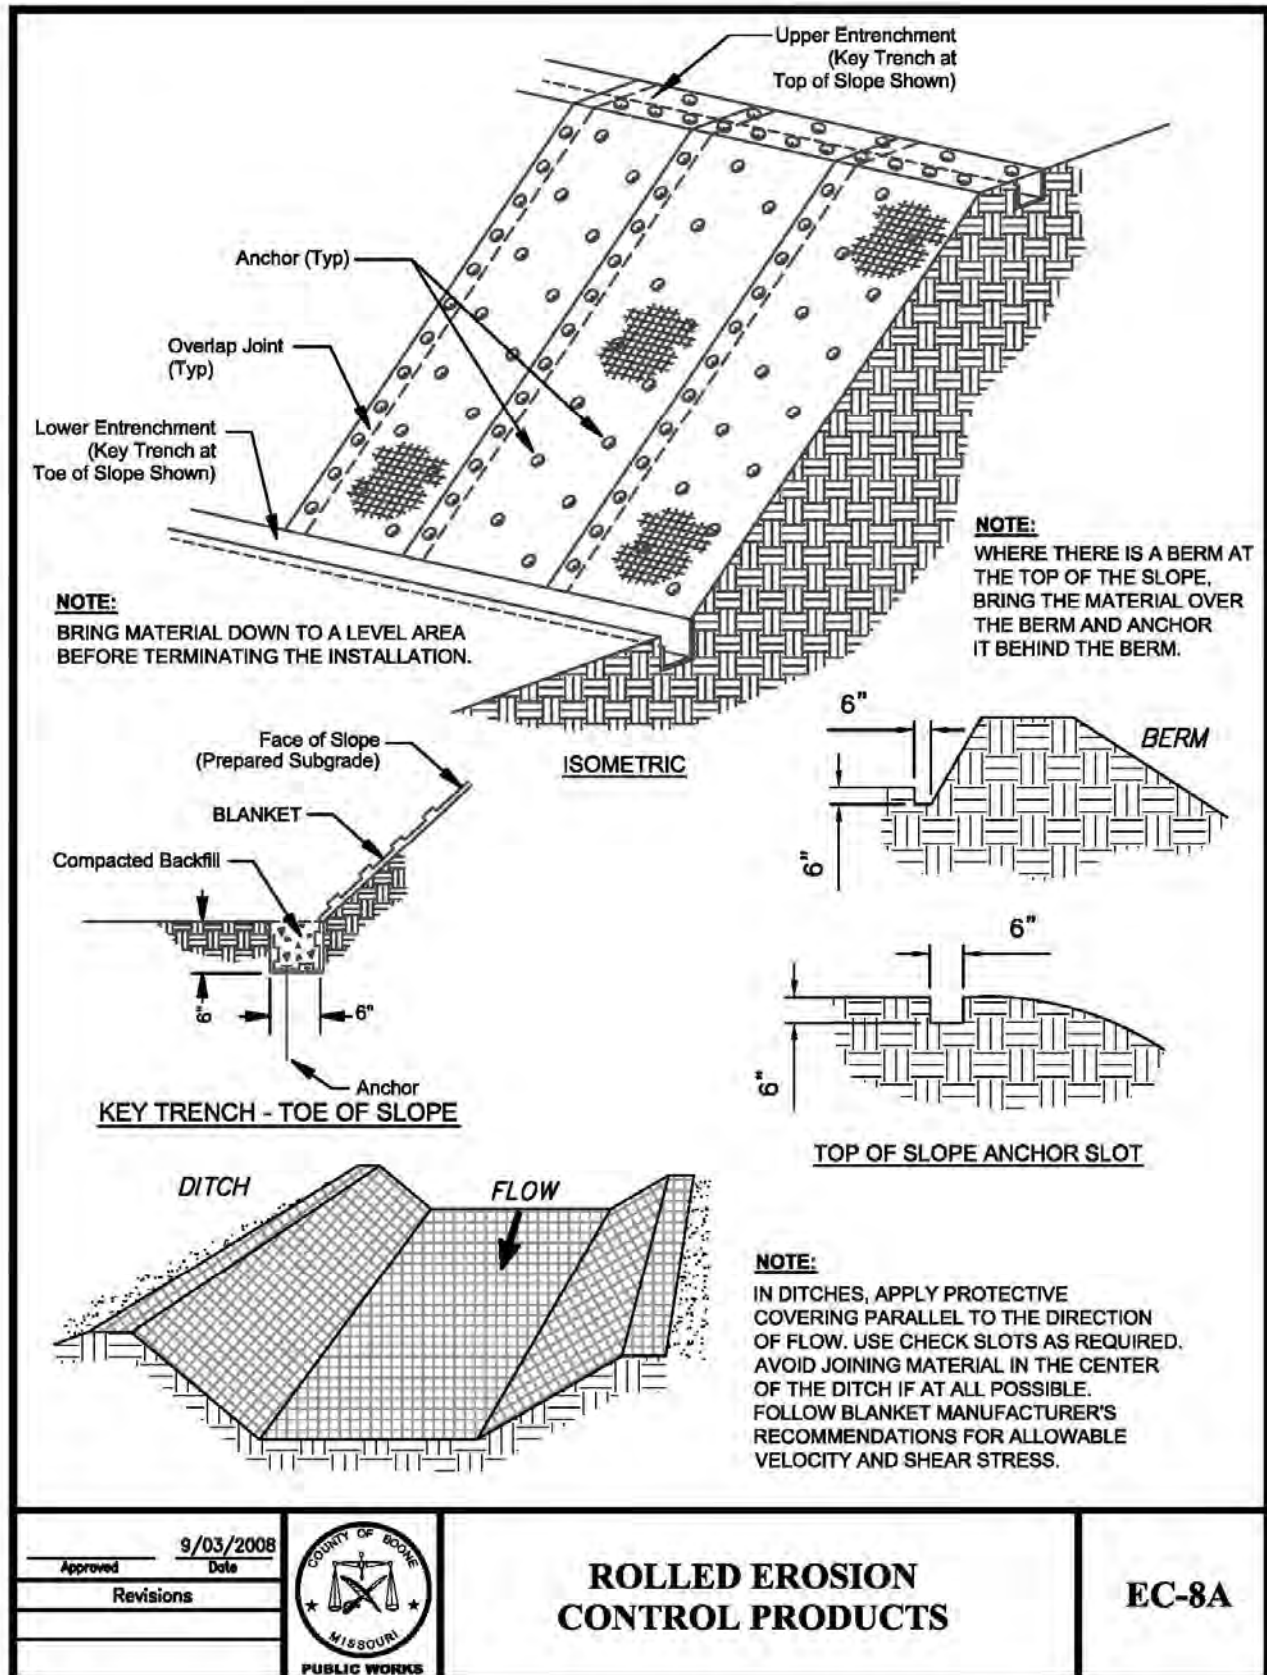 Upper Entrenchment
(Key Trench at
Top of Slope Shown)
Anchor (Typ)
Overlap Joint
(Typ)
Lower Entrenchment
(Key Trench at
Toe of Slope Shown)
NOTE:
BRING MATERIAL DOWN TO A LEVEL AREA
BEFORE TERMINATING THE INSTALLATION.
NOTE:
WHERE THERE IS A BERM AT
THE TOP OF THE SLOPE,
BRING THE MATERIAL OVER
THE BERM AND ANCHOR
IT BEHIND THE BERM.
ISOMETRIC
6"
BERM
6"
Face of Slope
(Prepared Subgrade)
BLANKET
Compacted Backfill
6"
6"
Anchor
KEY TRENCH - TOE OF SLOPE
6"
6"
TOP OF SLOPE ANCHOR SLOT
DITCH
FLOW
NOTE:
IN DITCHES, APPLY PROTECTIVE
COVERING PARALLEL TO THE DIRECTION
OF FLOW. USE CHECK SLOTS AS REQUIRED.
AVOID JOINING MATERIAL IN THE CENTER
OF THE DITCH IF AT ALL POSSIBLE.
FOLLOW BLANKET MANUFACTURER'S
RECOMMENDATIONS FOR ALLOWABLE
VELOCITY AND SHEAR STRESS.
9/03/2008
Approved Date
Revisions
COUNTY OF BOONE
MISSOURI
PUBLIC WORKS
ROLLED EROSION
CONTROL PRODUCTS
EC-8A